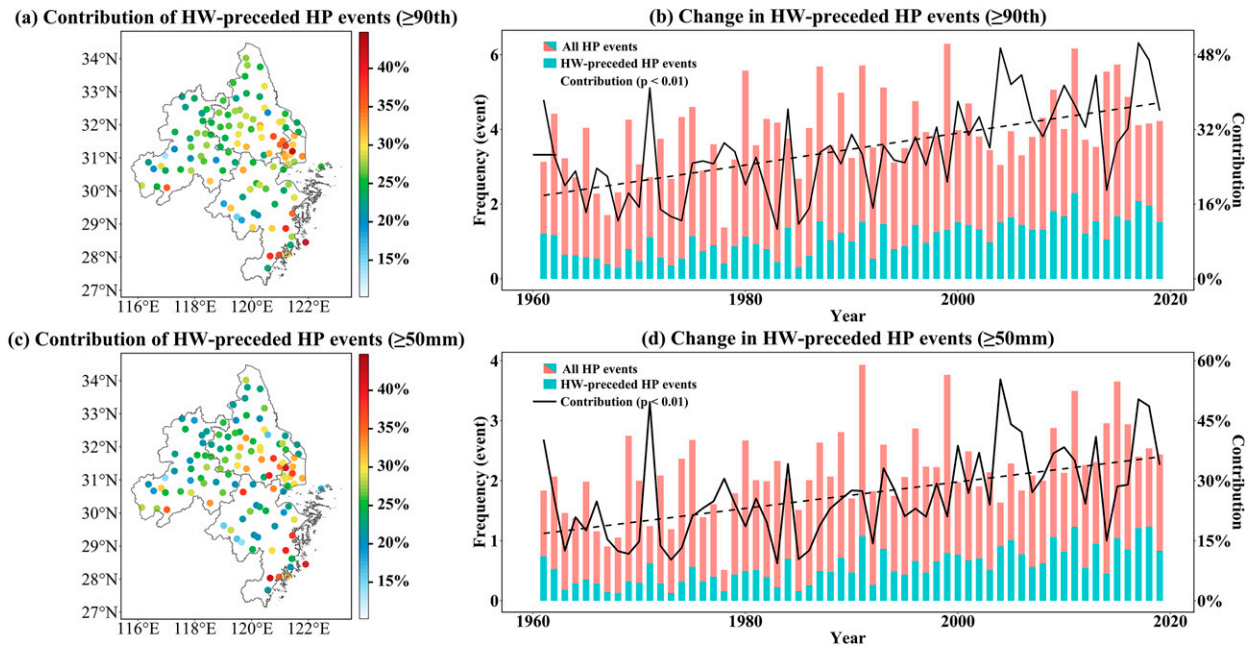 (a) Contribution of HW-preceded HP events (≥90th)
34°N
33°N
32°N
31°N
30°N
29°N
28°N
27°N
116°E 118°E 120°E 122°E
40%
35%
30%
25%
20%
15%
10%
(b) Change in HW-preceded HP events (≥90th)
All HP events
HW-preceded HP events
Contribution (p < 0.01)
Frequency (event)
6
4
2
0
48%
32%
16%
0%
Contribution
1960 1980 2000 2020
Year
(c) Contribution of HW-preceded HP events (≥50mm)
34°N
33°N
32°N
31°N
30°N
29°N
28°N
27°N
116°E 118°E 120°E 122°E
40%
35%
30%
25%
20%
15%
10%
(d) Change in HW-preceded HP events (≥50mm)
All HP events
HW-preceded HP events
Contribution (p < 0.01)
Frequency (event)
4
3
2
1
0
60%
45%
30%
15%
0%
Contribution
1960 1980 2000 2020
Year